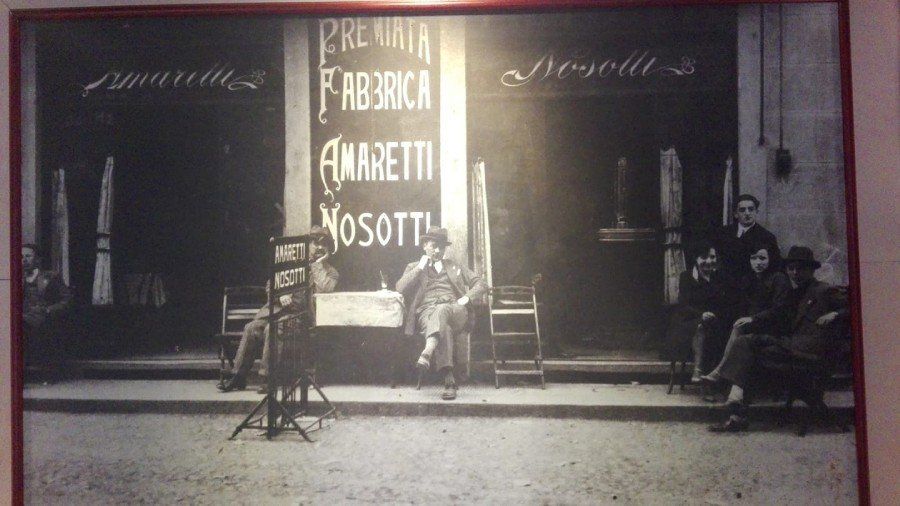 Amaretti
PREMIATA
FABBRICA
AMARETTI
NOSOTTI
Nosotti
AMARETTI
NOSOTTI